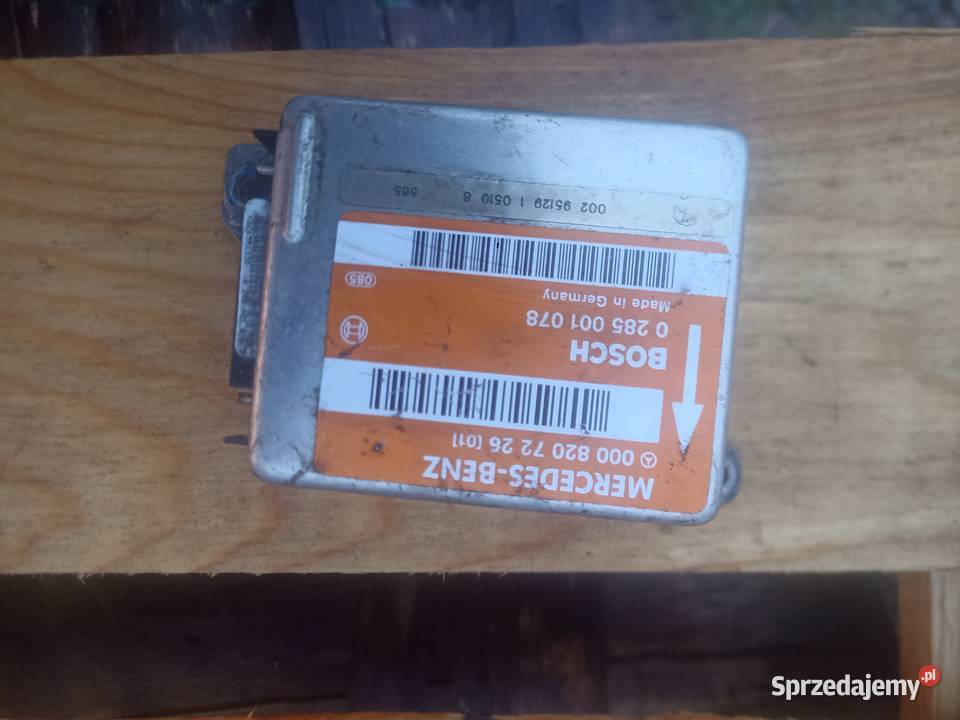 MERCEDES-BENZ
000 820 72 26 [01]
BOSCH
0 285 001 078
Made in Germany
085
002 95129 1 0510 8 565
Sprzedajemy.pl